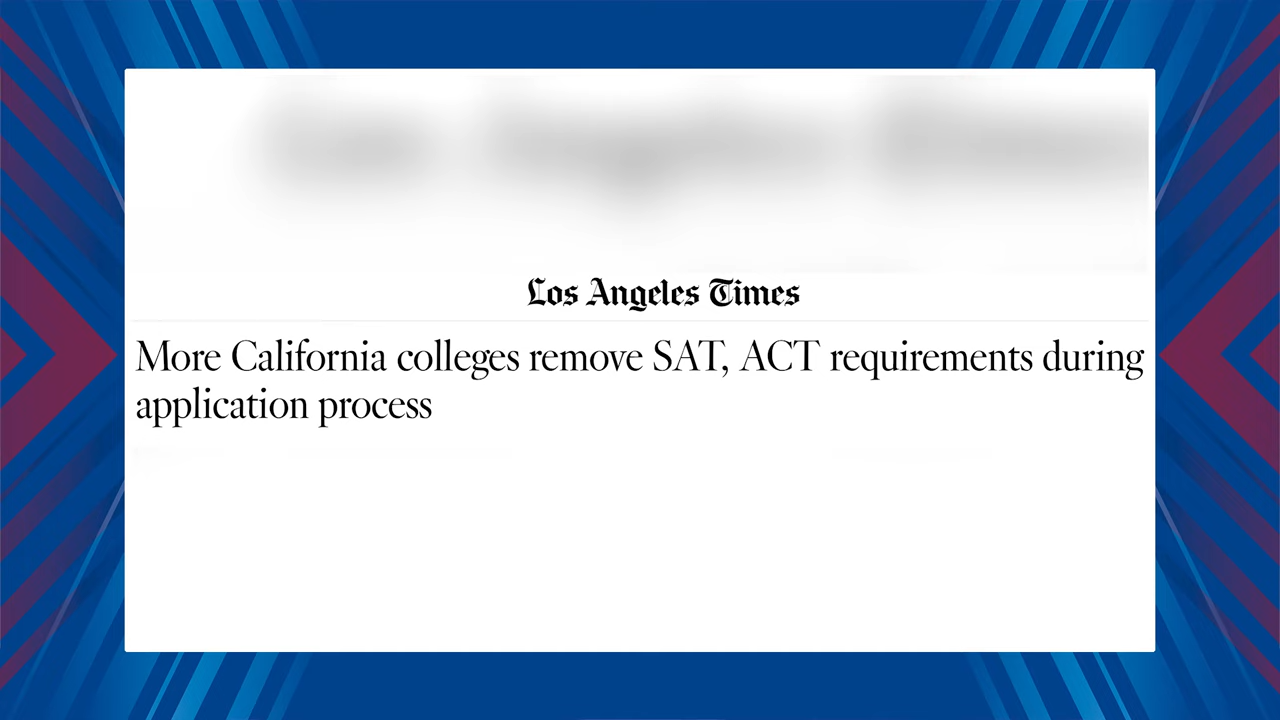 Los Angeles Times
More California colleges remove SAT, ACT requirements during
application process